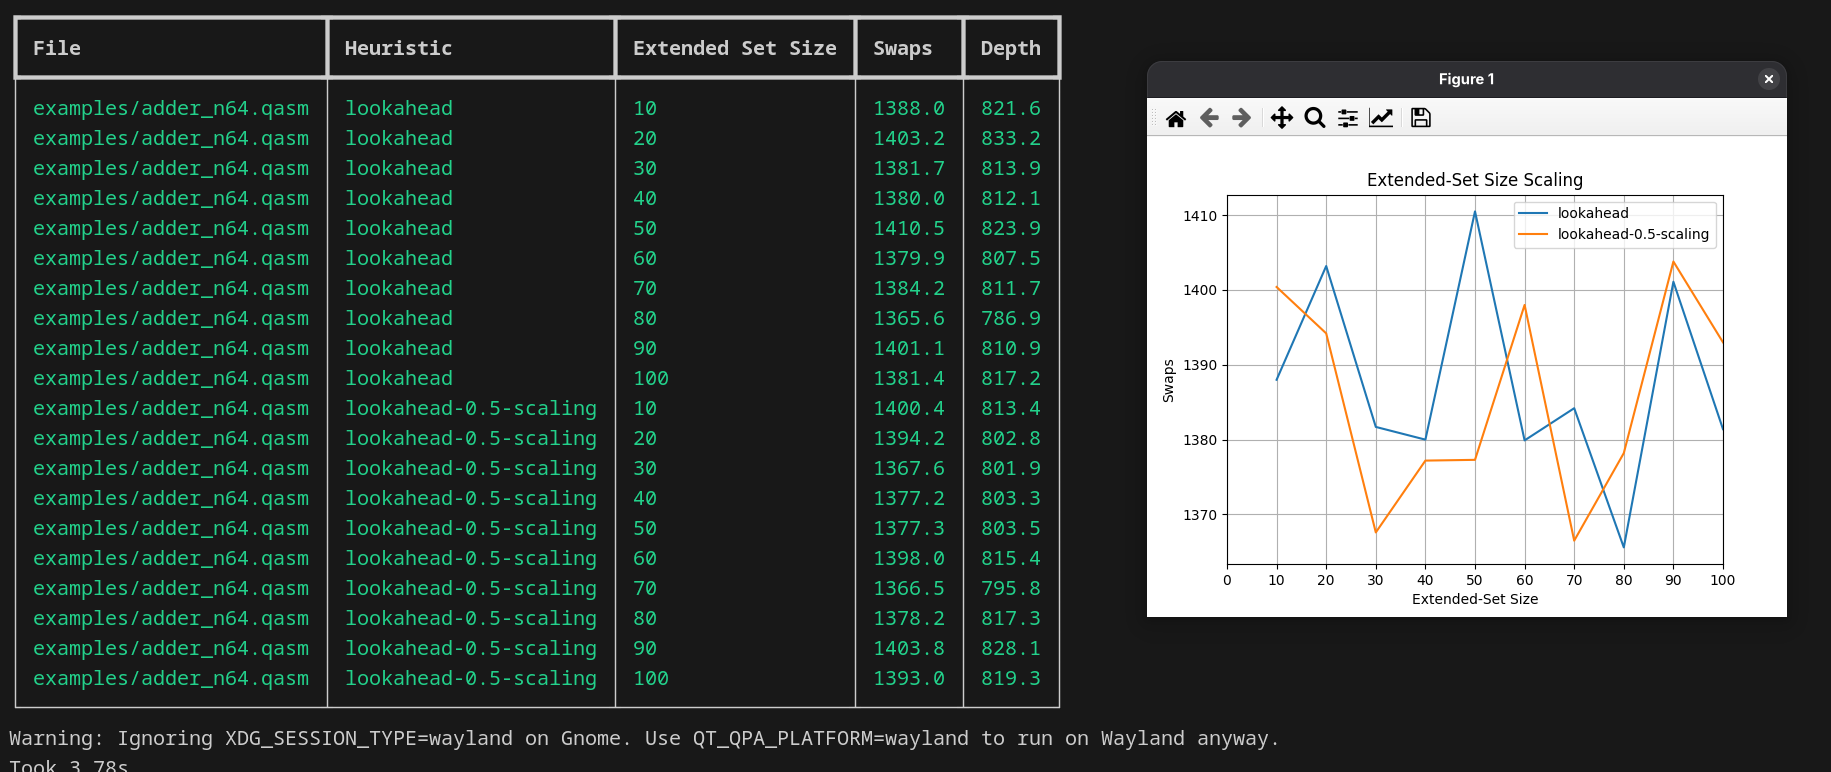 File Heuristic Extended Set Size Swaps Depth
examples/adder_n64.qasm lookahead 10 1388.0 821.6
examples/adder_n64.qasm lookahead 20 1403.2 833.2
examples/adder_n64.qasm lookahead 30 1381.7 813.9
examples/adder_n64.qasm lookahead 40 1380.0 812.1
examples/adder_n64.qasm lookahead 50 1410.5 823.9
examples/adder_n64.qasm lookahead 60 1379.9 807.5
examples/adder_n64.qasm lookahead 70 1384.2 811.7
examples/adder_n64.qasm lookahead 80 1365.6 786.9
examples/adder_n64.qasm lookahead 90 1401.1 810.9
examples/adder_n64.qasm lookahead 100 1381.4 817.2
examples/adder_n64.qasm lookahead-0.5-scaling 10 1400.4 813.4
examples/adder_n64.qasm lookahead-0.5-scaling 20 1394.2 802.8
examples/adder_n64.qasm lookahead-0.5-scaling 30 1367.6 801.9
examples/adder_n64.qasm lookahead-0.5-scaling 40 1377.2 803.3
examples/adder_n64.qasm lookahead-0.5-scaling 50 1377.3 803.5
examples/adder_n64.qasm lookahead-0.5-scaling 60 1398.0 815.4
examples/adder_n64.qasm lookahead-0.5-scaling 70 1366.5 795.8
examples/adder_n64.qasm lookahead-0.5-scaling 80 1378.2 817.3
examples/adder_n64.qasm lookahead-0.5-scaling 90 1403.8 828.1
examples/adder_n64.qasm lookahead-0.5-scaling 100 1393.0 819.3
Warning: Ignoring XDG_SESSION_TYPE=wayland on Gnome. Use QT_QPA_PLATFORM=wayland to run on Wayland anyway.
Took 3.78s
Figure 1
Extended-Set Size Scaling
lookahead
lookahead-0.5-scaling
1410
1400
1390
1380
1370
Swaps
0 10 20 30 40 50 60 70 80 90 100
Extended-Set Size